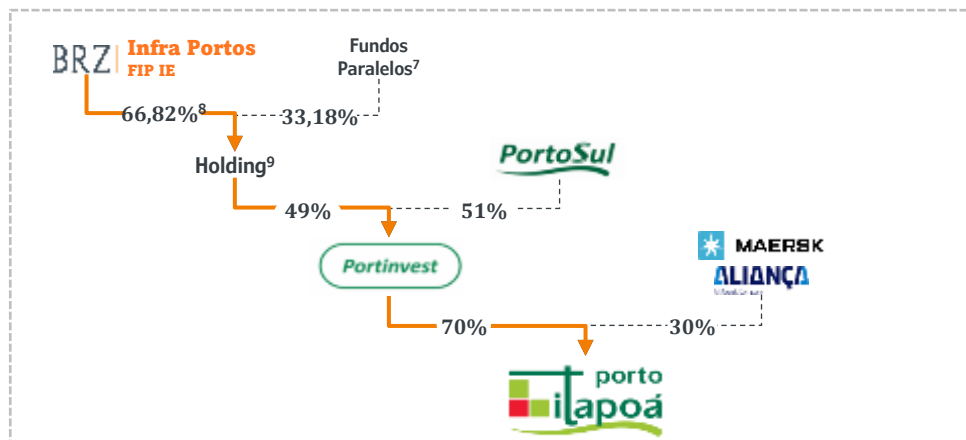 BRZ
Infra Portos
FIP IE
Fundos
Paralelos⁷
66,82%⁸
33,18%
Holding⁹
PortoSul
49%
51%
MAERSK
ALIANÇA
Portinvest
70%
30%
porto
itapoá